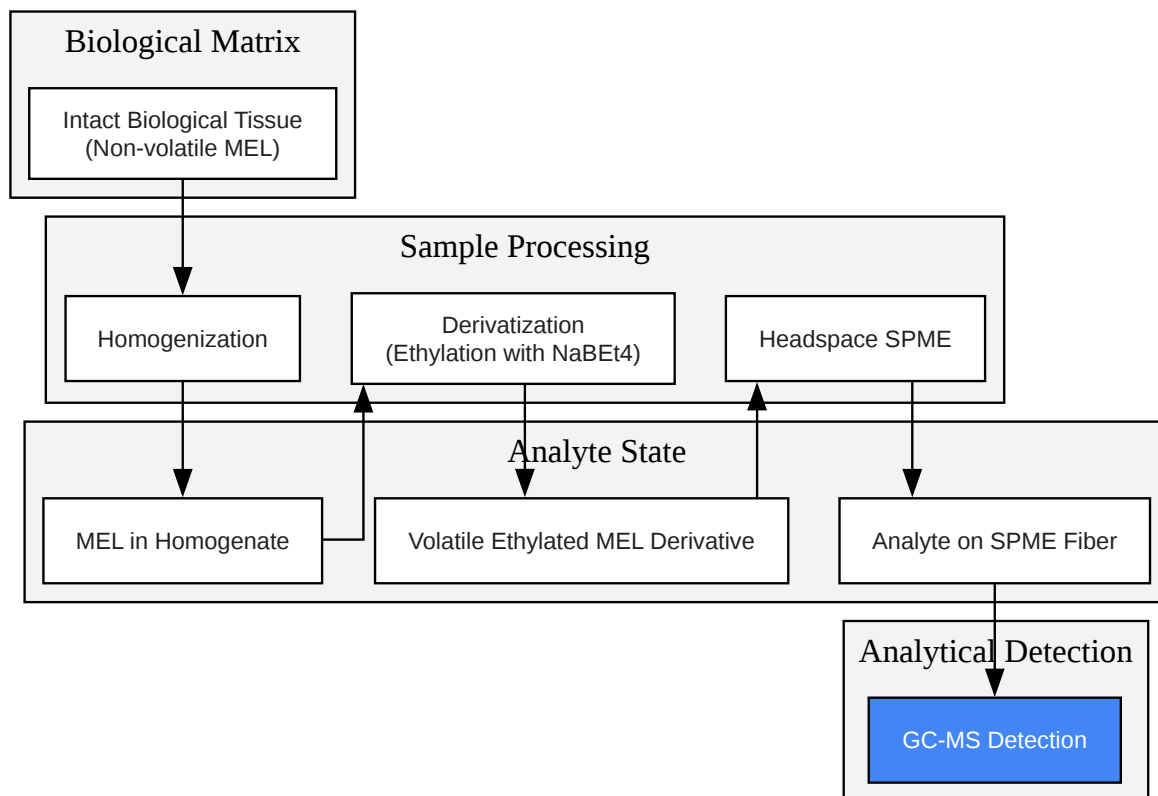 Biological Matrix
Intact Biological Tissue
(Non-volatile MEL)
Sample Processing
Homogenization
Derivatization
(Ethylation with NaBEt4)
Headspace SPME
Analyte State
MEL in Homogenate
Volatile Ethylated MEL Derivative
Analyte on SPME Fiber
Analytical Detection
GC-MS Detection